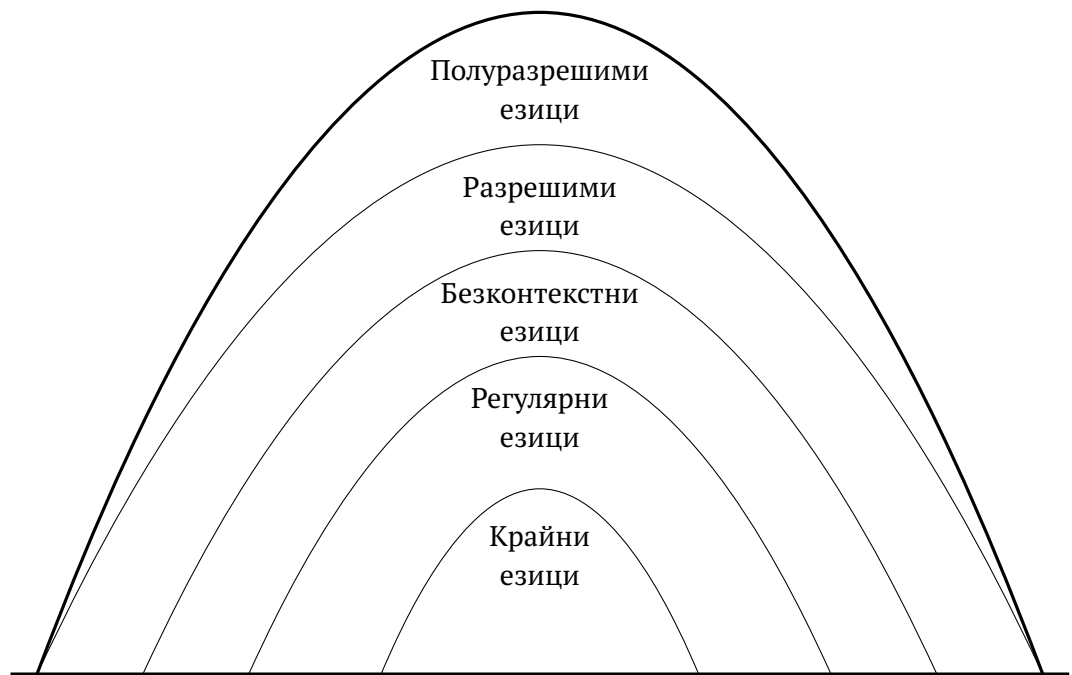 Полуразрешими
езици
Разрешими
езици
Безконтекстни
езици
Регулярни
езици
Крайни
езици